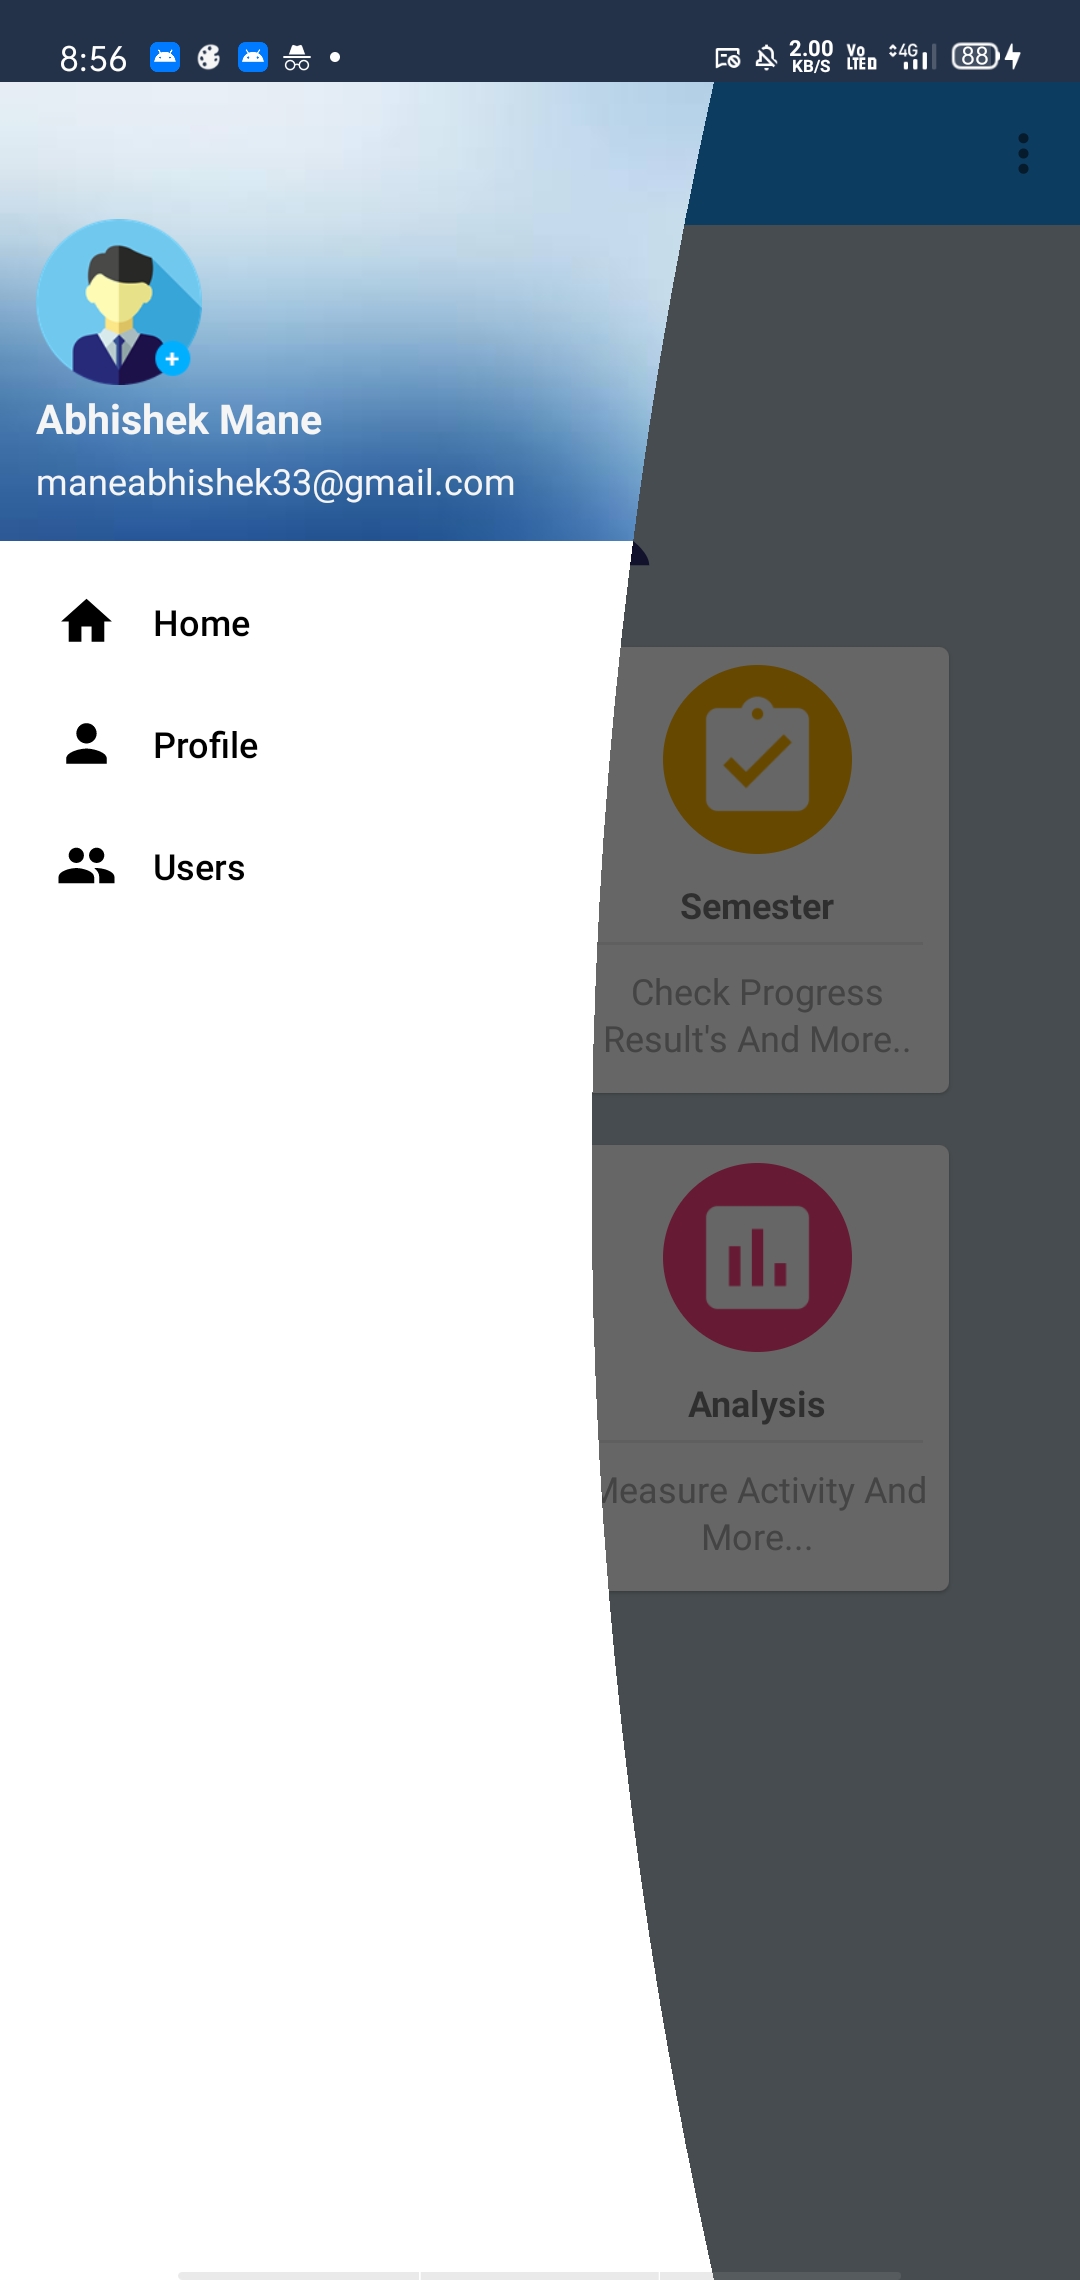 8:56
2.00
KB/S
Vo
LTE
4G
88
Abhishek Mane
maneabhishek33@gmail.com
Home
Profile
Users
Semester
Check Progress
Result's And More..
Analysis
Measure Activity And
More...